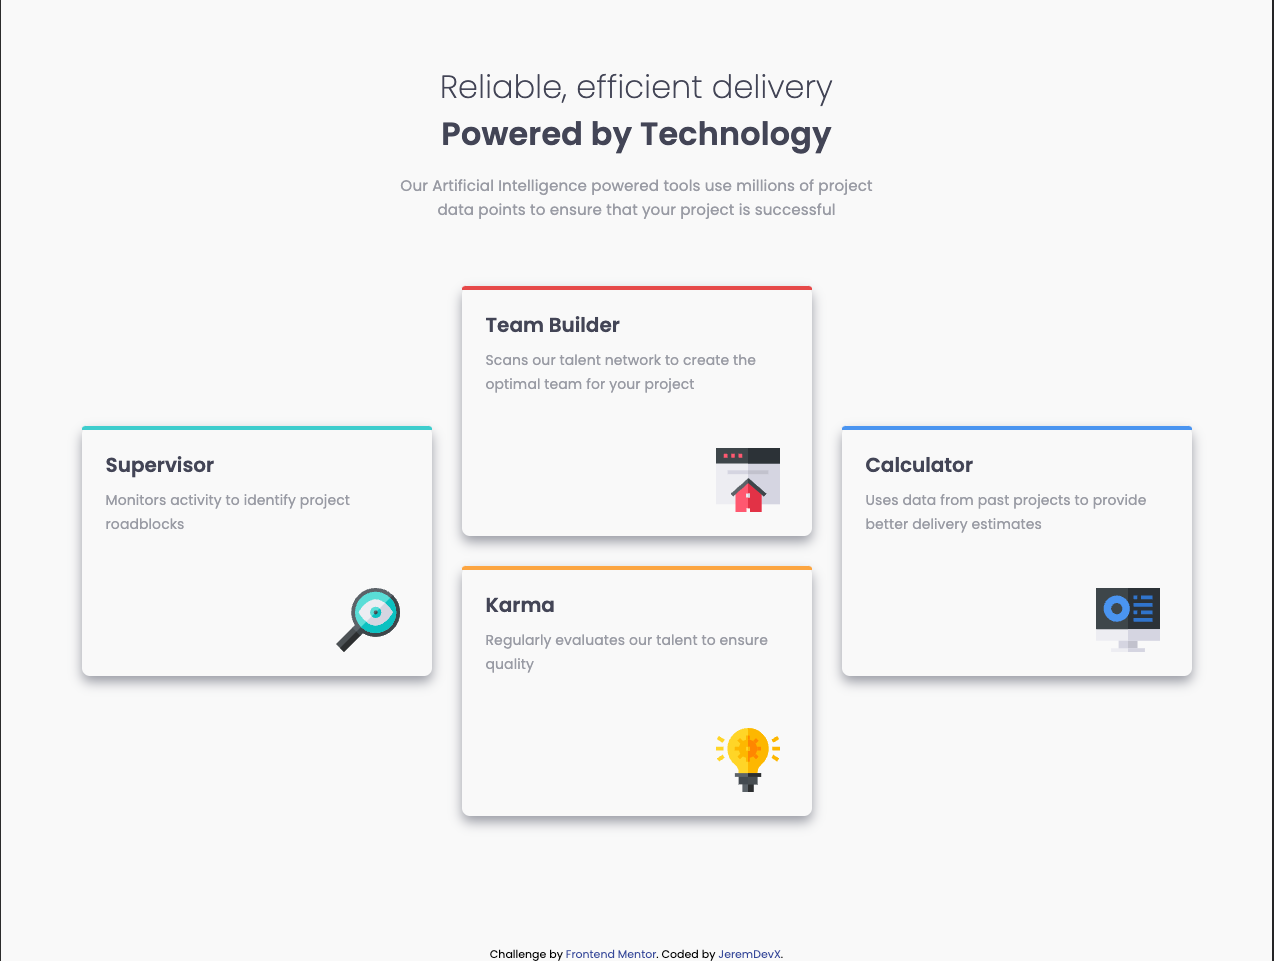 Reliable, efficient delivery
Powered by Technology
Our Artificial Intelligence powered tools use millions of project
data points to ensure that your project is successful
Team Builder
Scans our talent network to create the
optimal team for your project
Supervisor
Monitors activity to identify project
roadblocks
Calculator
Uses data from past projects to provide
better delivery estimates
Karma
Regularly evaluates our talent to ensure
quality
Challenge by Frontend Mentor. Coded by JeremDevX.